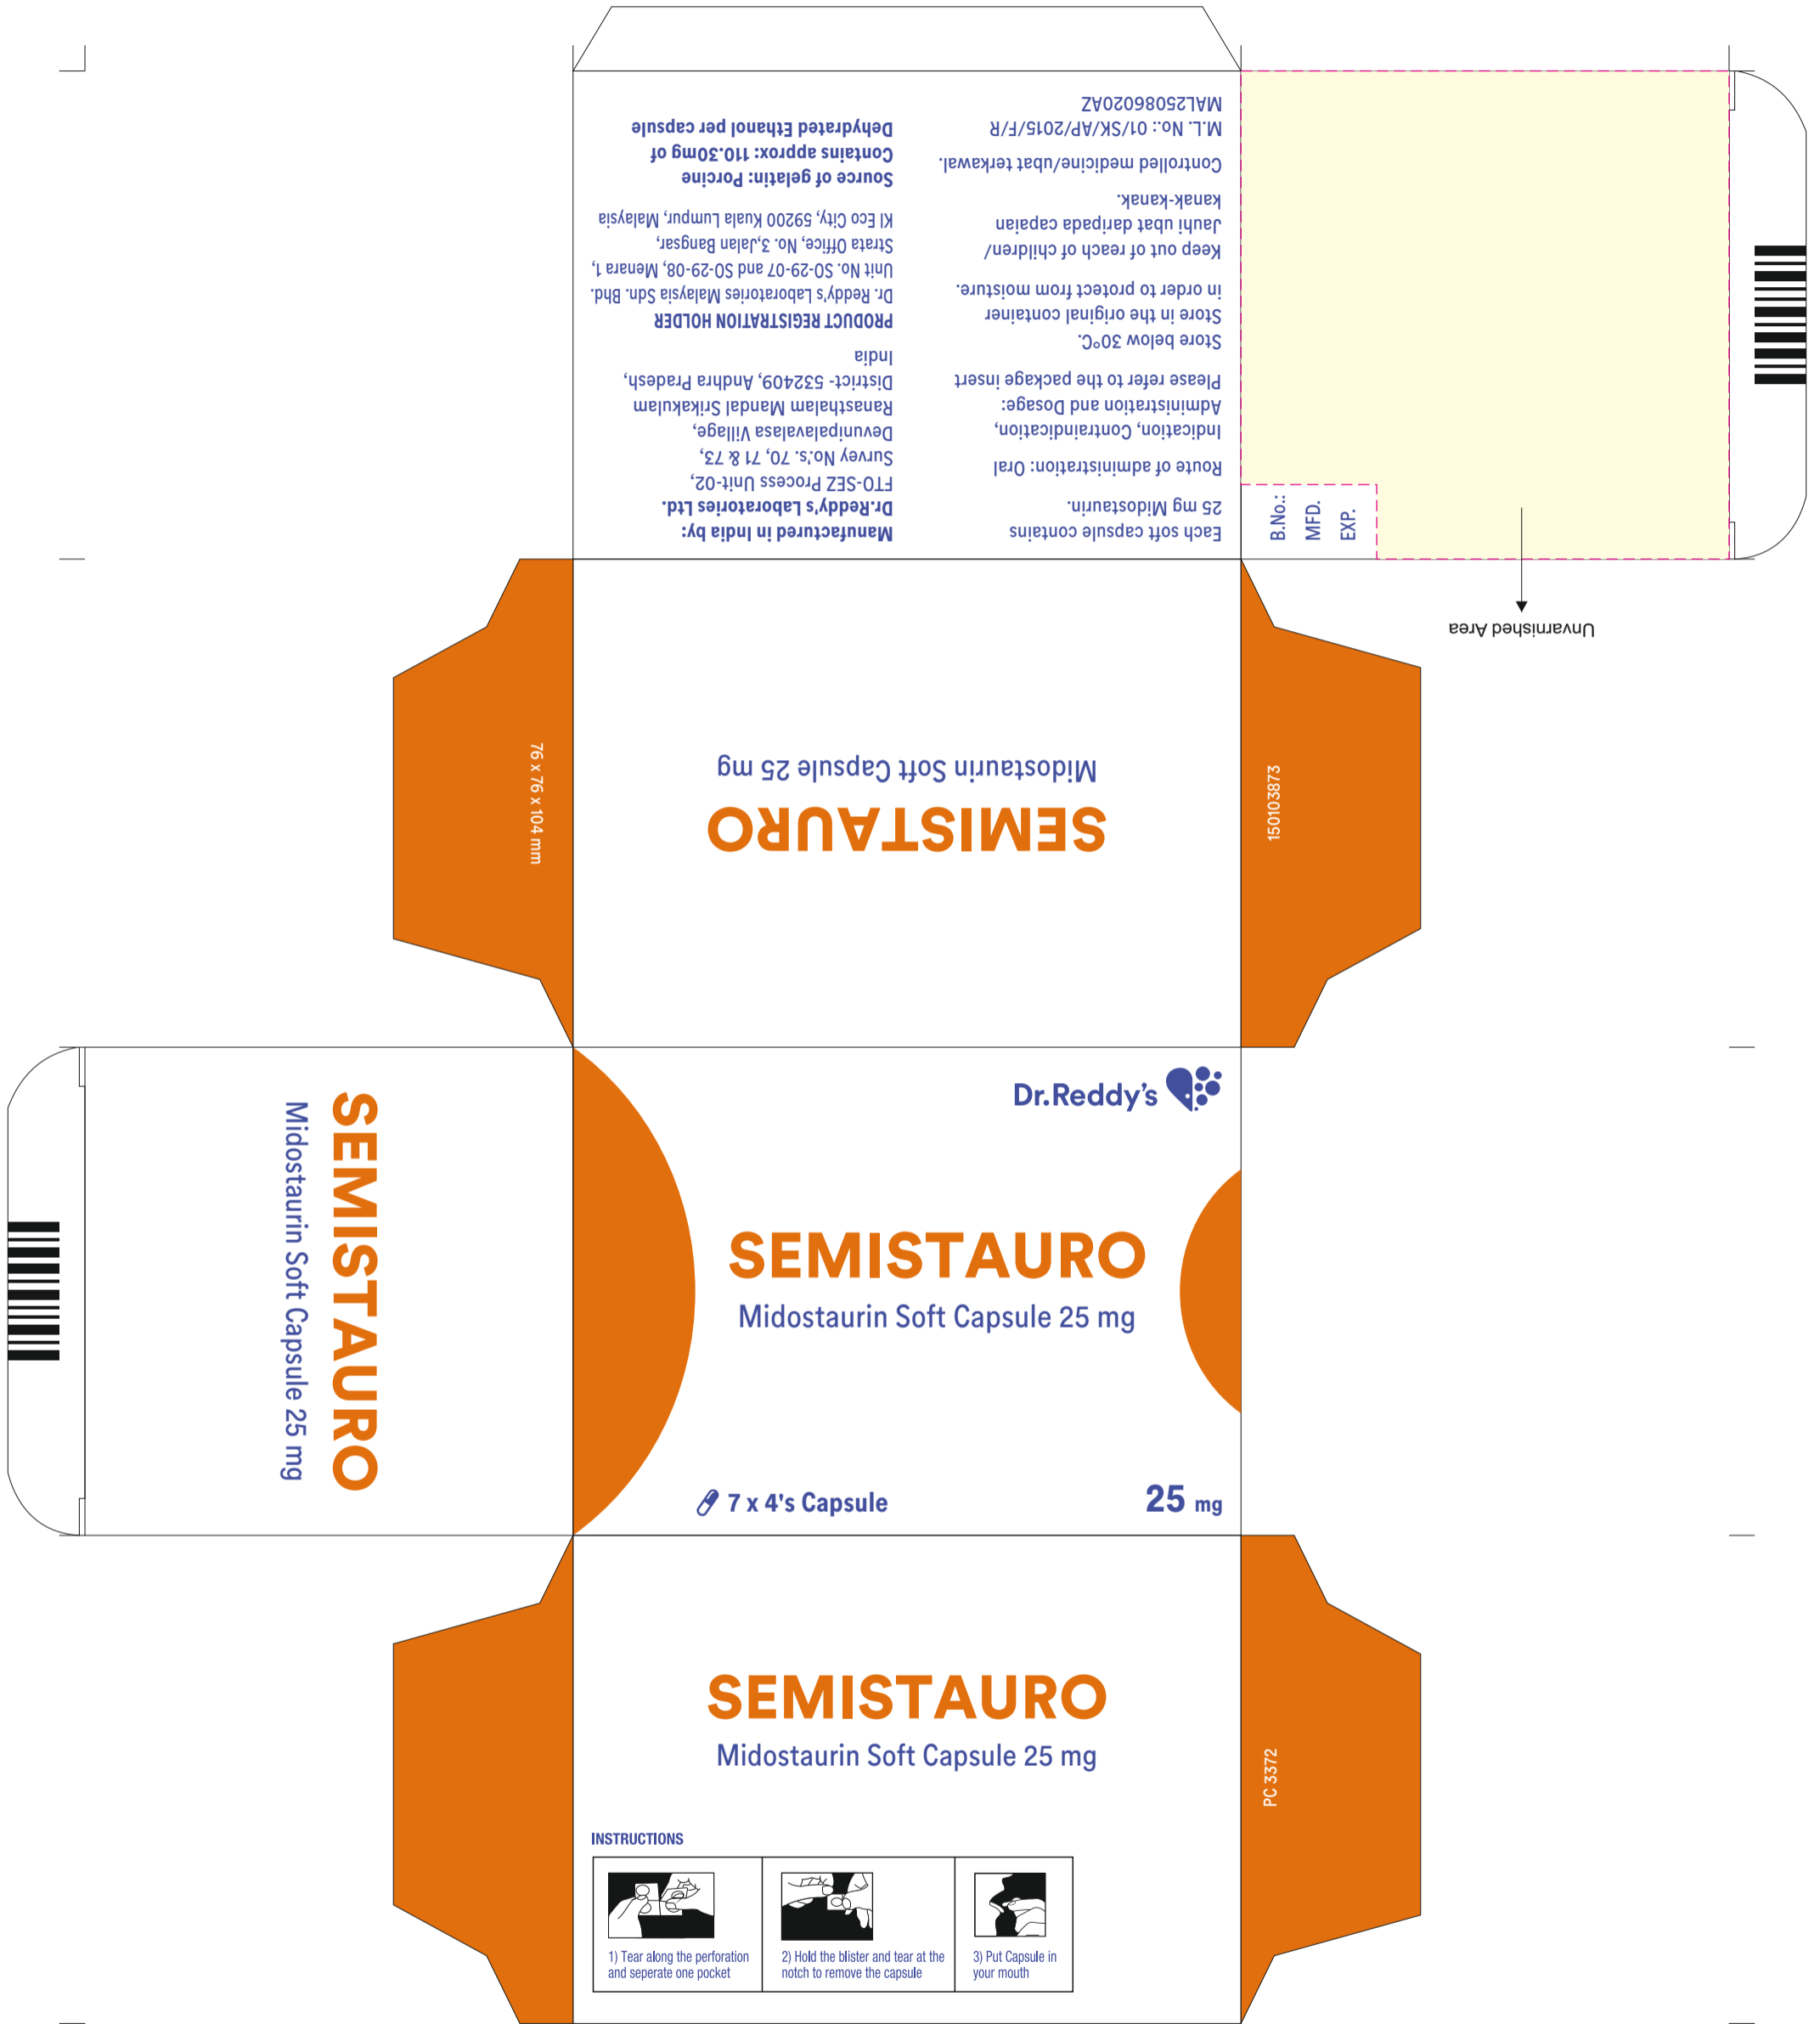 Each soft capsule contains
25 mg Midostaurin.
Route of administration: Oral
Indication, Contraindication,
Administration and Dosage:
Please refer to the package insert
Store below 30°C.
Store in the original container
in order to protect from moisture.
Keep out of reach of children/
Jauhi ubat daripada capaian
kanak-kanak.
Controlled medicine/ubat terkawal.
M.L. No.: 01/SK/AP/2015/F/R
MAL25086020AZ
Manufactured in India by:
Dr.Reddy's Laboratories Ltd.
FTO-SEZ Process Unit-02,
Survey No.'s. 70, 71 & 73,
Devunipalavalasa Village,
Ranasthalam Mandal Srikakulam
District- 532409, Andhra Pradesh,
India
PRODUCT REGISTRATION HOLDER
Dr. Reddy's Laboratories Malaysia Sdn. Bhd.
Unit No. SO-29-07 and SO-29-08, Menara 1,
Strata Office, No. 3,Jalan Bangsar,
Kl Eco City, 59200 Kuala Lumpur, Malaysia
Source of gelatin: Porcine
Contains approx: 110.30mg of
Dehydrated Ethanol per capsule
B.No.:
MFD.
EXP.
Unvarnished Area
76 x 76 x 104 mm
SEMISTAURO
Midostaurin Soft Capsule 25 mg
150103873
SEMISTAURO
Midostaurin Soft Capsule 25 mg
Dr.Reddy's
SEMISTAURO
Midostaurin Soft Capsule 25 mg
7 x 4's Capsule
25 mg
SEMISTAURO
Midostaurin Soft Capsule 25 mg
PC 3372
INSTRUCTIONS
1) Tear along the perforation
and seperate one pocket
2) Hold the blister and tear at the
notch to remove the capsule
3) Put Capsule in
your mouth